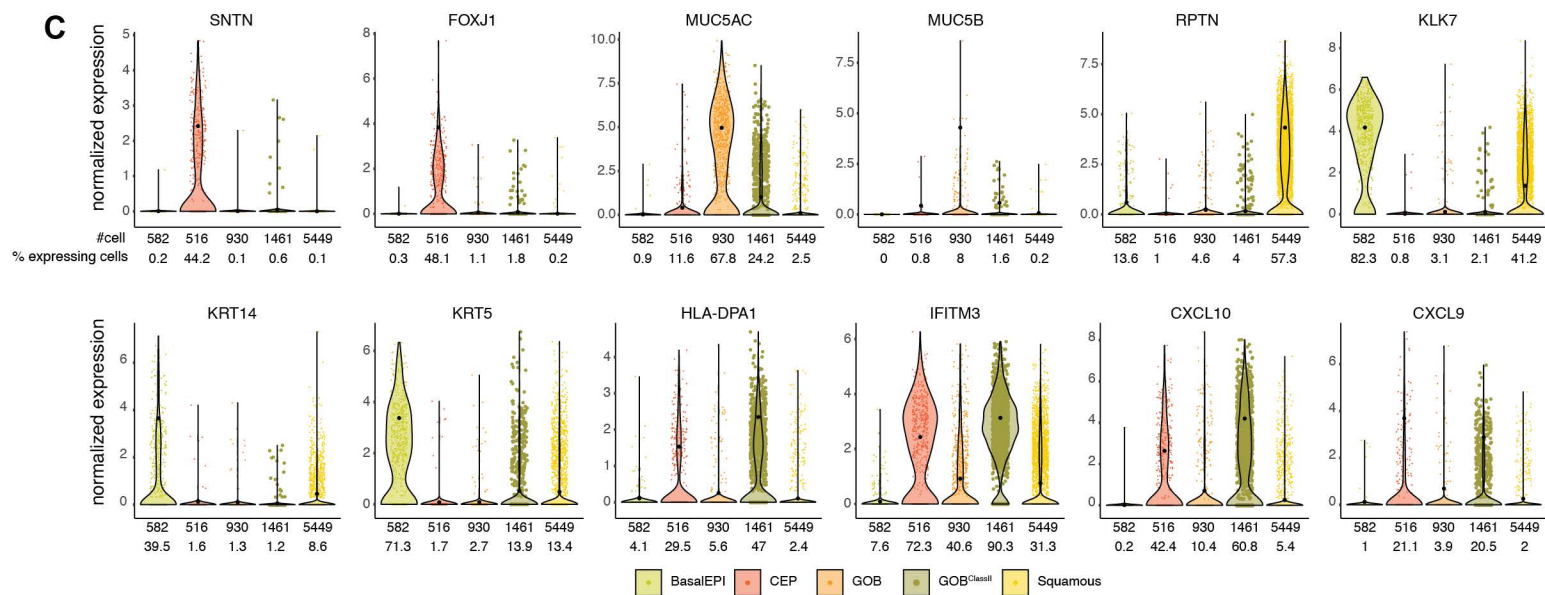 C
SNTN FOXJ1 MUC5AC MUC5B RPTN KLK7
normalized expression
5 4 3 2 1 0
8 6 4 2 0
10.0 7.5 5.0 2.5 0.0
7.5 5.0 2.5 0.0
7.5 5.0 2.5 0.0
8 6 4 2 0
#cell 582 516 930 1461 5449 582 516 930 1461 5449 582 516 930 1461 5449 582 516 930 1461 5449 582 516 930 1461 5449 582 516 930 1461 5449
% expressing cells 0.2 44.2 0.1 0.6 0.1 0.3 48.1 1.1 1.8 0.2 0.9 11.6 67.8 24.2 2.5 0 0.8 8 1.6 0.2 13.6 1 4.6 4 57.3 82.3 0.8 3.1 2.1 41.2
KRT14 KRT5 HLA-DPA1 IFITM3 CXCL10 CXCL9
normalized expression
6 4 2 0
6 4 2 0
4 3 2 1 0
6 4 2 0
8 6 4 2 0
6 4 2 0
582 516 930 1461 5449 582 516 930 1461 5449 582 516 930 1461 5449 582 516 930 1461 5449 582 516 930 1461 5449 582 516 930 1461 5449
39.5 1.6 1.3 1.2 8.6 71.3 1.7 2.7 13.9 13.4 4.1 29.5 5.6 47 2.4 7.6 72.3 40.6 90.3 31.3 0.2 42.4 10.4 60.8 5.4 1 21.1 3.9 20.5 2
BasalEPI CEP GOB GOBClassII Squamous